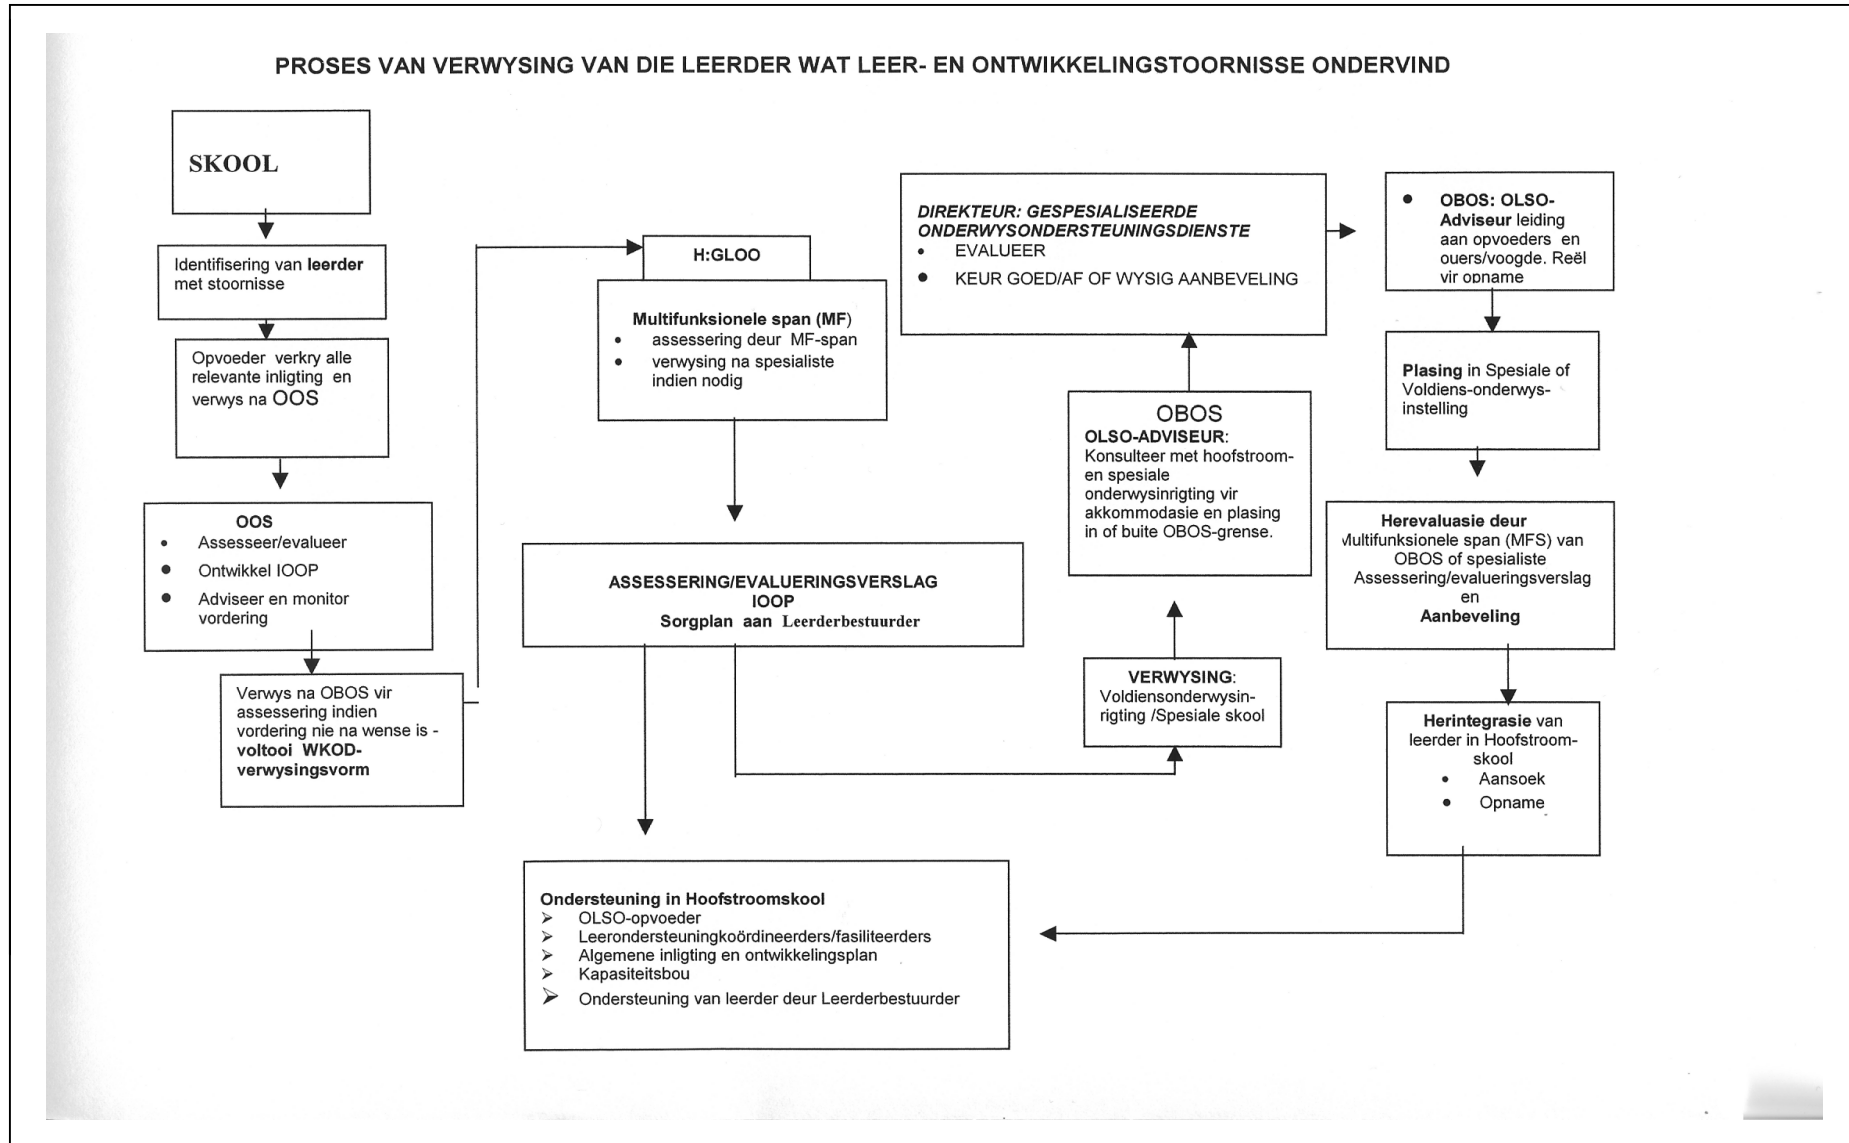 PROSES VAN VERWYSING VAN DIE LEERDER WAT LEER- EN ONTWIKKELINGSTOORNISSE ONDERVIND
SKOOL
Identifisering van leerder
met stoornisse
Opvoeder verkry alle
relevante inligting en
verwys na OOS
OOS
• Assesseer/evalueer
• Ontwikkel IOOP
• Adviseer en monitor
vordering
Verwys na OBOS vir
assessering indien
vordering nie na wense is -
voltooi WKOD-
verwysingsvorm
H:GLOO
Multifunksionele span (MF)
• assessering deur MF-span
• verwysing na spesialiste
indien nodig
ASSESSERING/EVALUERINGSVERSLAG
IOOP
Sorgplan aan Leerderbestuurder
Ondersteuning in Hoofstroomskool
➢ OLSO-opvoeder
➢ Leerondersteuningkoördineerders/fasiliteerders
➢ Algemene inligting en ontwikkelingsplan
➢ Kapasiteitsbou
➢ Ondersteuning van leerder deur Leerderbestuurder
VERWYSING:
Voldiensonderwysin-
rigting /Spesiale skool
OBOS
OLSO-ADVISEUR:
Konsulteer met hoofstroom-
en spesiale
onderwysinrigting vir
akkommodasie en plasing
in of buite OBOS-grense.
DIREKTEUR: GESPESIALISEERDE
ONDERWYSONDERSTEUNINGSDIENSTE
• EVALUEER
• KEUR GOED/AF OF WYSIG AANBEVELING
• OBOS: OLSO-
Adviseur leiding
aan opvoeders en
ouers/voogde. Reël
vir opname
Plasing in Spesiale of
Voldiens-onderwys-
instelling
Herevaluasie deur
Multifunksionele span (MFS) van
OBOS of spesialiste
Assessering/evalueringsverslag
en
Aanbeveling
Herintegrasie van
leerder in Hoofstroom-
skool
• Aansoek
• Opname